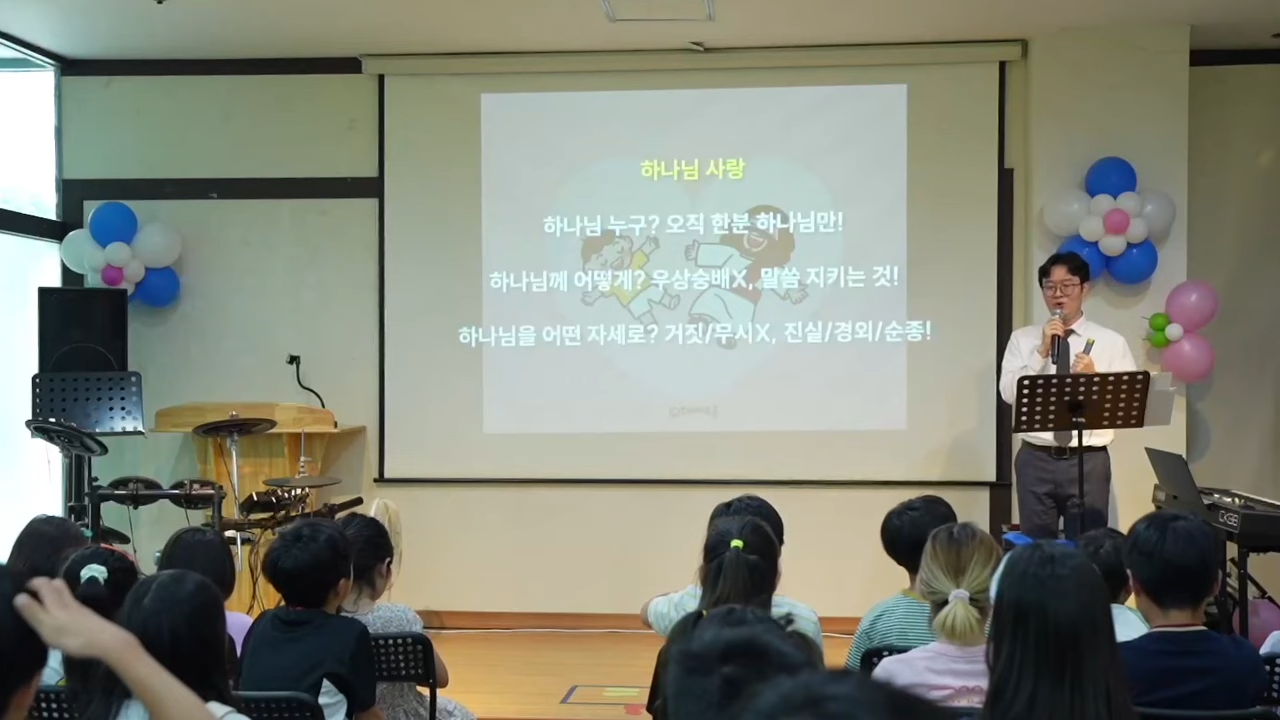 하나님 사랑
하나님 누구? 오직 한분 하나님만!
하나님께 어떻게? 우상숭배X, 말씀 지키는 것!
하나님을 어떤 자세로? 거짓/무시X, 진실/경외/순종!